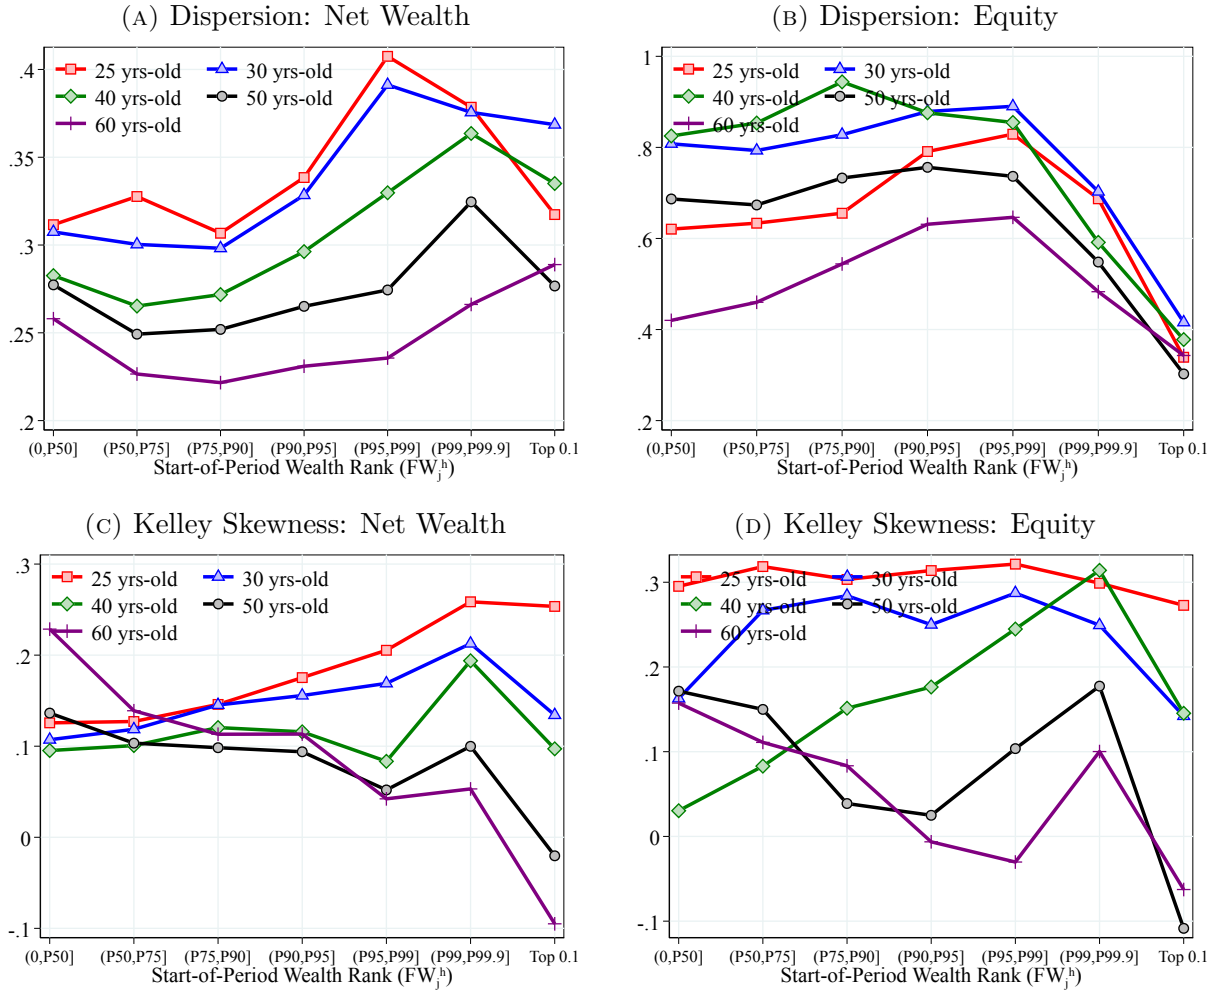 (A) Dispersion: Net Wealth
.4
.35
.3
.25
.2
25 yrs-old
30 yrs-old
40 yrs-old
50 yrs-old
60 yrs-old
(0,P50]
(P50,P75]
(P75,P90]
(P90,P95]
(P95,P99]
(P99,P99.9]
Top 0.1
Start-of-Period Wealth Rank (FW_j^h)
(B) Dispersion: Equity
1
.8
.6
.4
.2
25 yrs-old
30 yrs-old
40 yrs-old
50 yrs-old
60 yrs-old
(0,P50]
(P50,P75]
(P75,P90]
(P90,P95]
(P95,P99]
(P99,P99.9]
Top 0.1
Start-of-Period Wealth Rank (FW_j^h)
(C) Kelley Skewness: Net Wealth
.3
.2
.1
0
-.1
25 yrs-old
30 yrs-old
40 yrs-old
50 yrs-old
60 yrs-old
(0,P50]
(P50,P75]
(P75,P90]
(P90,P95]
(P95,P99]
(P99,P99.9]
Top 0.1
Start-of-Period Wealth Rank (FW_j^h)
(D) Kelley Skewness: Equity
.3
.2
.1
0
-.1
25 yrs-old
30 yrs-old
40 yrs-old
50 yrs-old
60 yrs-old
(0,P50]
(P50,P75]
(P75,P90]
(P90,P95]
(P95,P99]
(P99,P99.9]
Top 0.1
Start-of-Period Wealth Rank (FW_j^h)